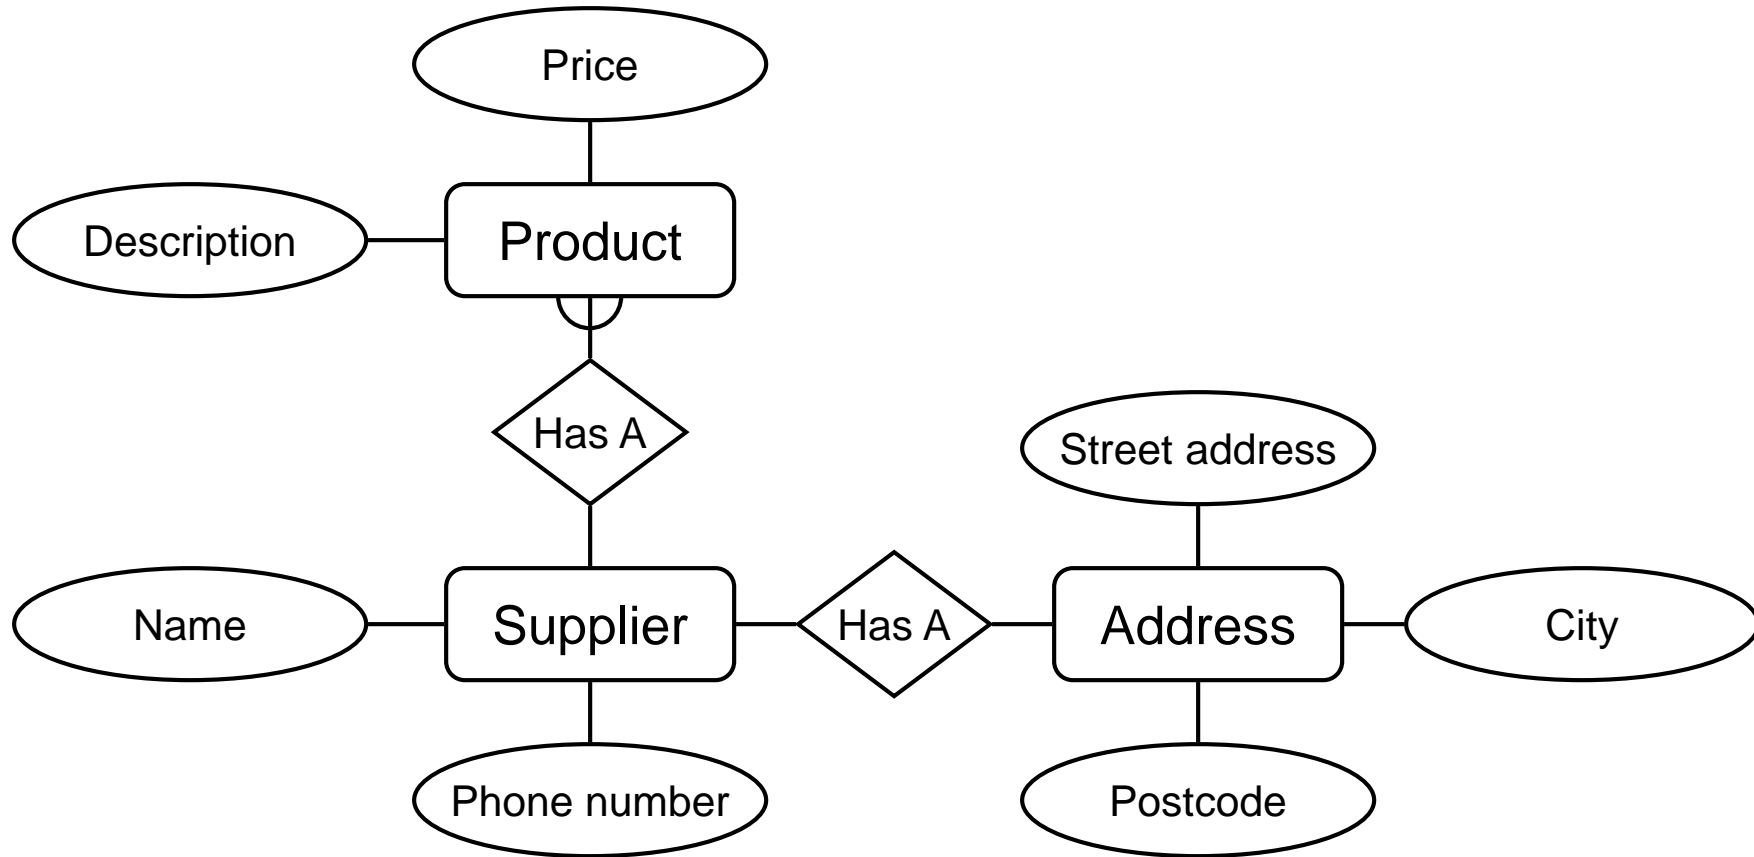 Price
Description
Product
Has A
Street address
Name
Supplier
Has A
Address
City
Phone number
Postcode